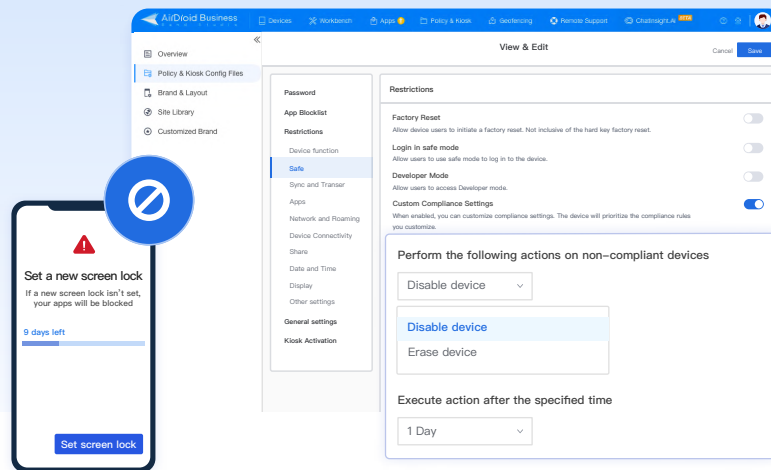 AirDroid Business
Devices
Workbench
Apps
Policy & Kiosk
Geofencing
Remote Support
ChatInsight.AI BETA
Overview
Policy & Kiosk Config Files
Brand & Layout
Site Library
Customized Brand
View & Edit
Cancel
Save
Password
App Blocklist
Restrictions
Device function
Safe
Sync and Transer
Apps
Network and Roaming
Device Connectivity
Share
Date and Time
Display
Other settings
General settings
Kiosk Activation
Restrictions
Factory Reset
Allow device users to initiate a factory reset. Not inclusive of the hard key factory reset.
Login in safe mode
Allow users to use safe mode to log in to the device.
Developer Mode
Allow users to access Developer mode.
Custom Compliance Settings
When enabled, you can customize compliance settings. The device will prioritize the compliance rules
you customize.
Perform the following actions on non-compliant devices
Disable device
Disable device
Erase device
Execute action after the specified time
1 Day
Set a new screen lock
If a new screen lock isn't set,
your apps will be blocked
9 days left
Set screen lock